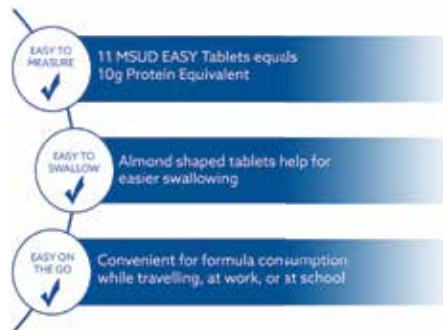 EASY TO
MEASURE
11 MSUD EASY Tablets equals
10g Protein Equivalent
EASY TO
SWALLOW
Almond shaped tablets help for
easier swallowing
EASY ON
THE GO
Convenient for formula consumption
while travelling, at work, or at school